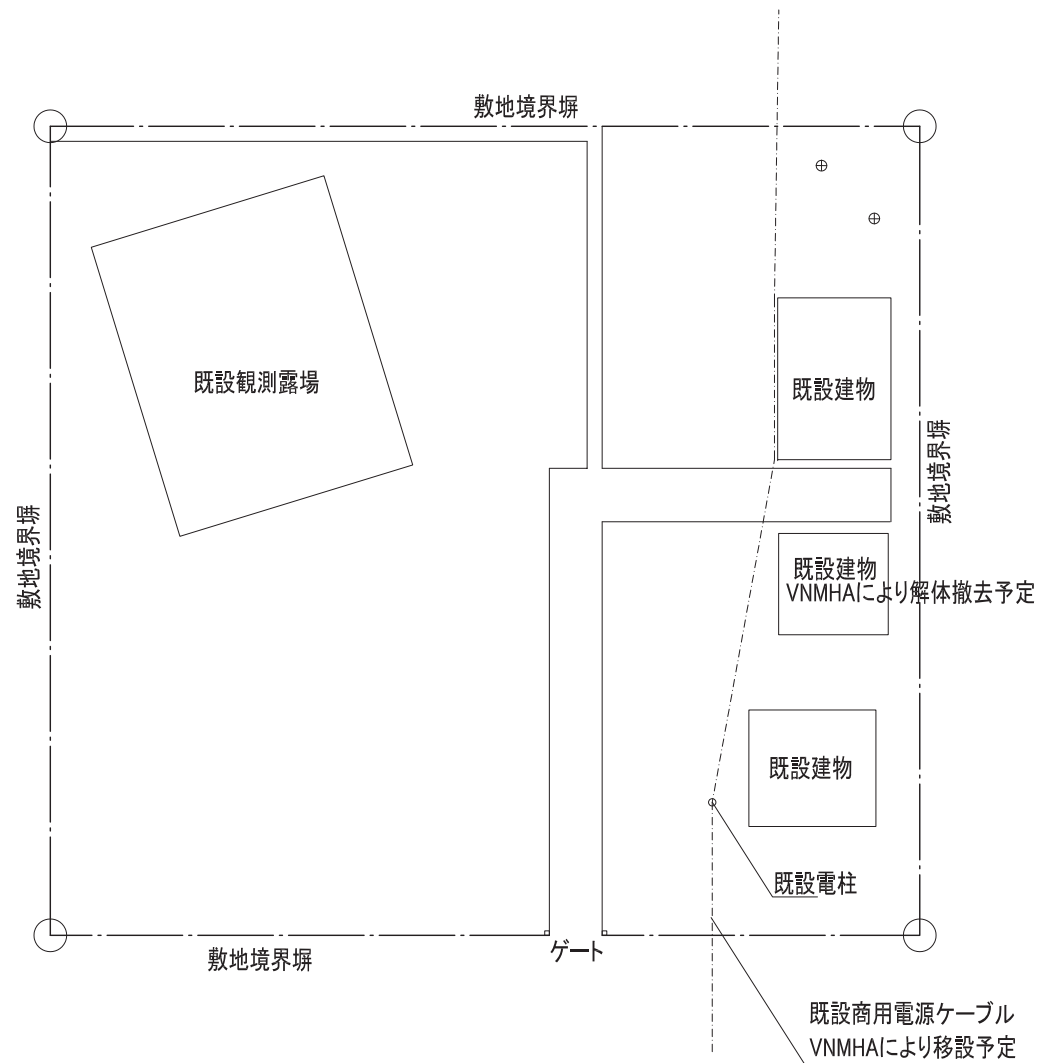 敷地境界塀
既設観測露場
既設建物
敷地境界塀
敷地境界塀
既設建物
VNMHAにより解体撤去予定
既設建物
既設電柱
ゲート
敷地境界塀
既設商用電源ケーブル
VNMHAにより移設予定